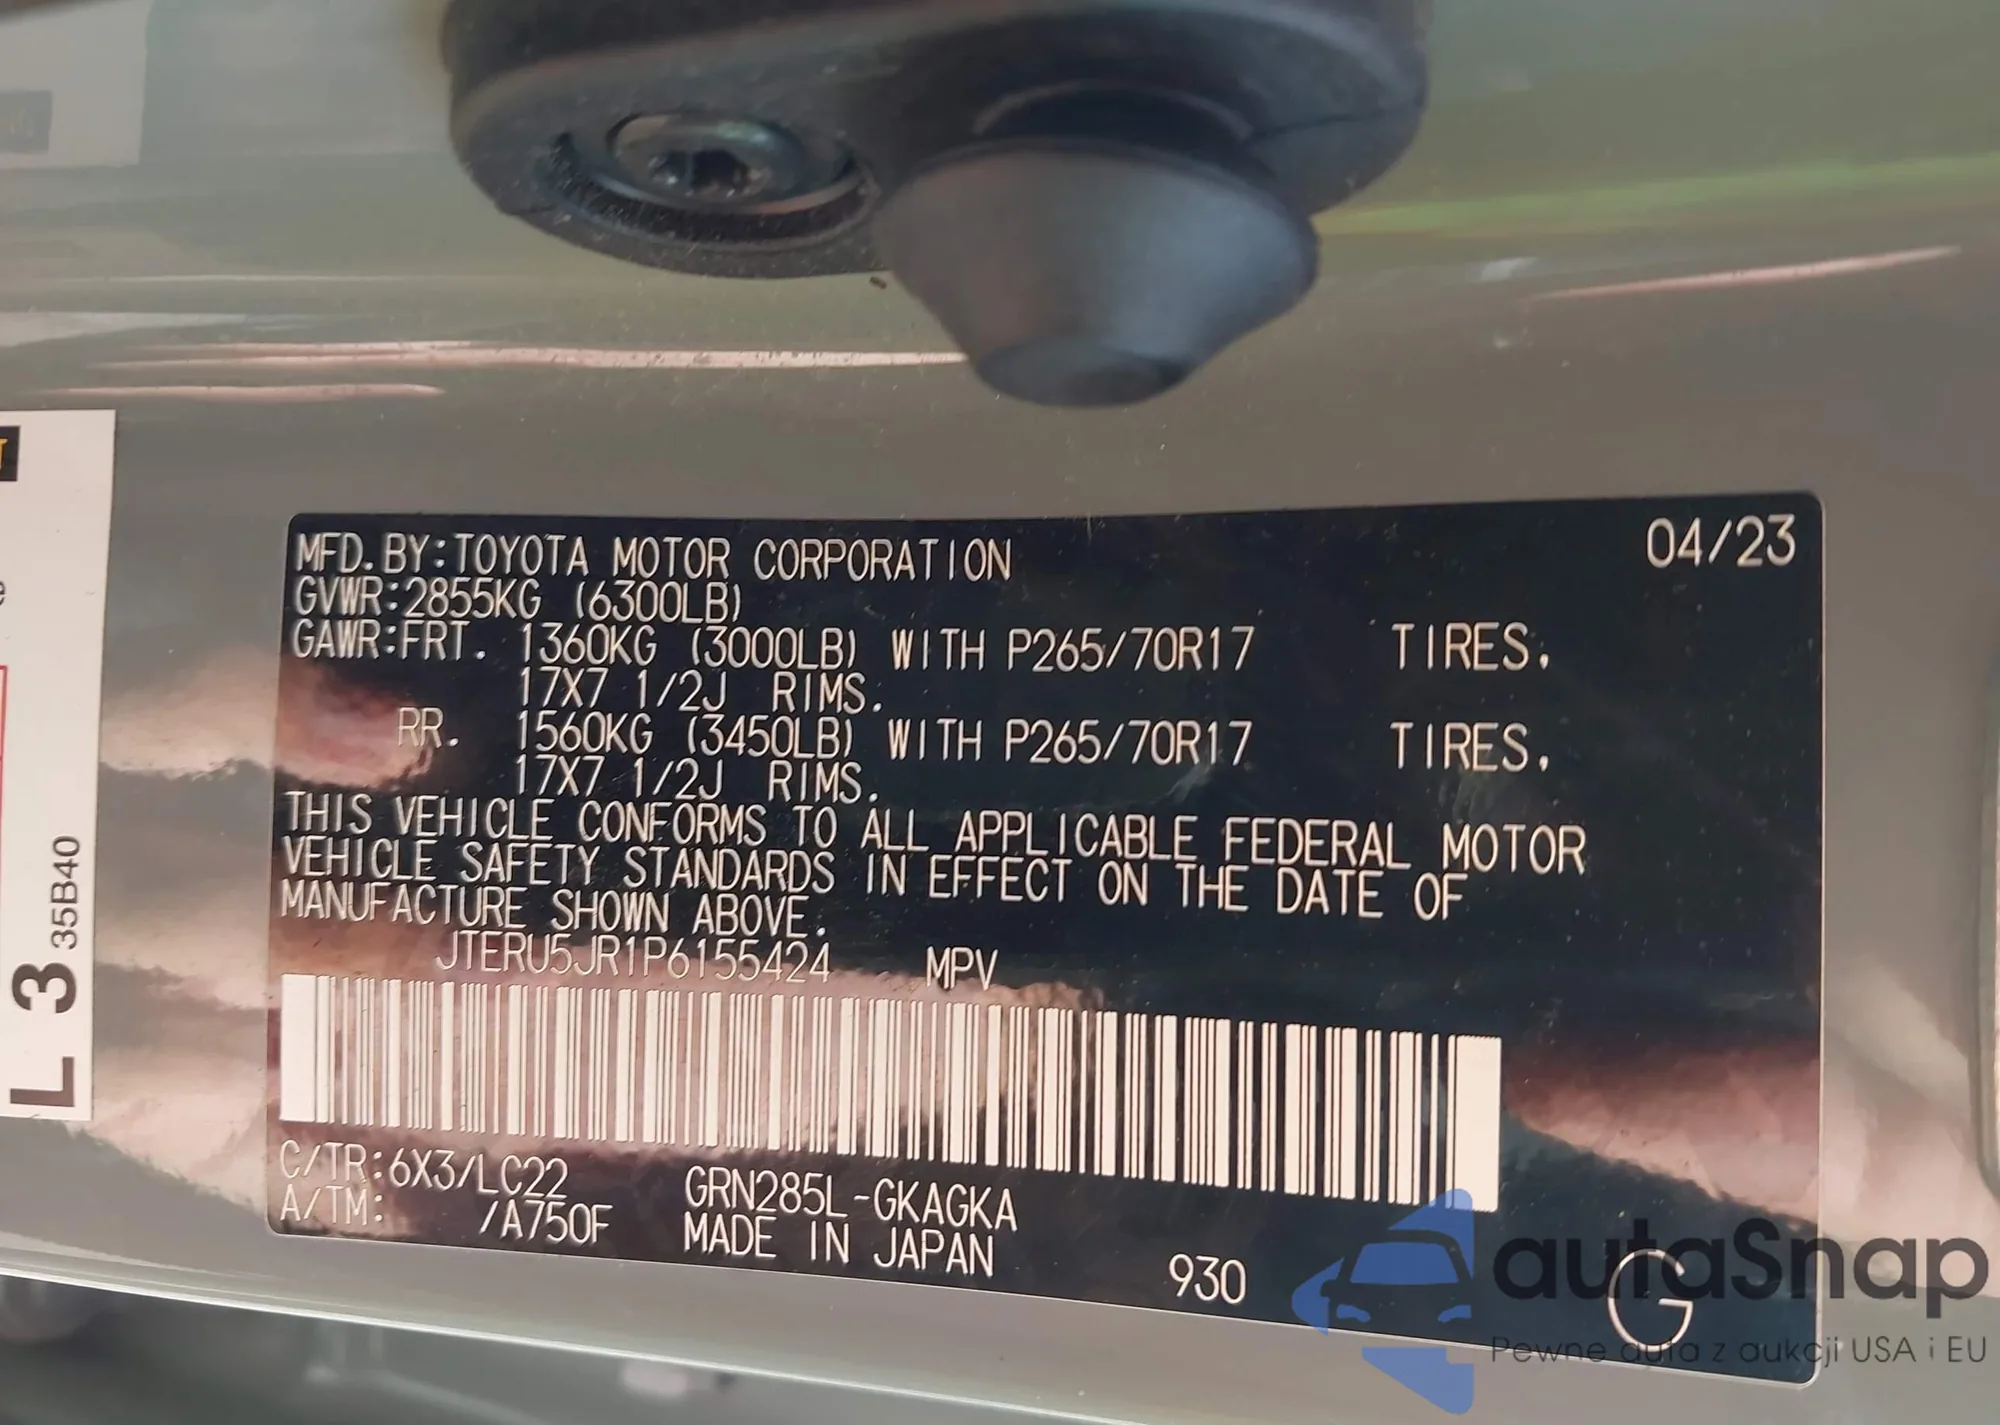 MFD.BY:TOYOTA MOTOR CORPORATION 04/23
GVWR:2855KG (6300LB)
GAWR:FRT. 1360KG (3000LB) WITH P265/70R17 TIRES,
17X7 1/2J RIMS.
RR. 1560KG (3450LB) WITH P265/70R17 TIRES,
17X7 1/2J RIMS.
THIS VEHICLE CONFORMS TO ALL APPLICABLE FEDERAL MOTOR
VEHICLE SAFETY STANDARDS IN EFFECT ON THE DATE OF
MANUFACTURE SHOWN ABOVE.
JTERU5JR1P6155424 MPV
C/TR:6X3/LC22 GRN285L-GKAGKA
A/TM: /A750F MADE IN JAPAN 930 G
L 3 35B40
autaSnap
Pewne auta z aukcji USA i EU